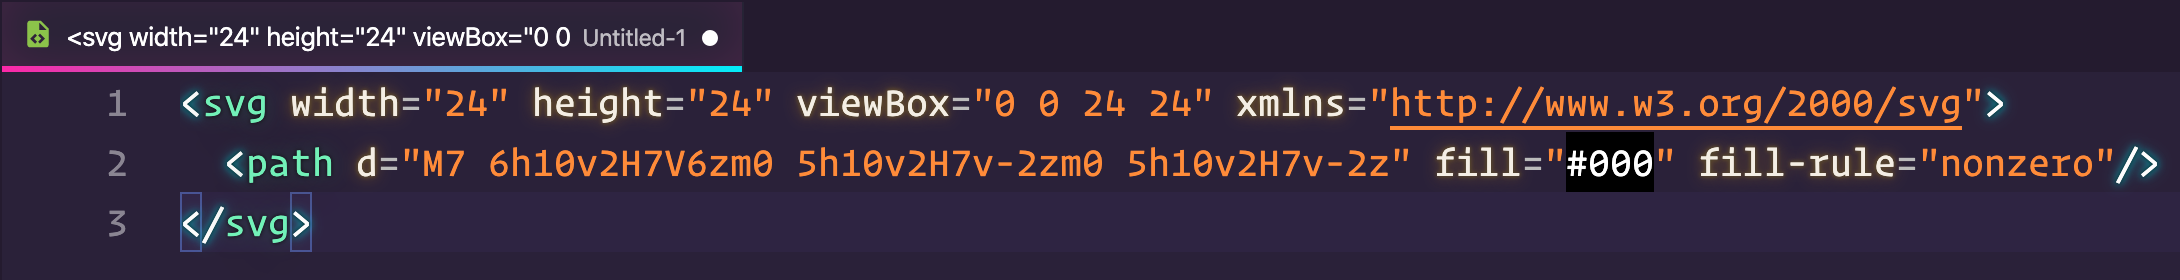 <svg width="24" height="24" viewBox="0 0 Untitled-1
1 <svg width="24" height="24" viewBox="0 0 24 24" xmlns="http://www.w3.org/2000/svg">
2 <path d="M7 6h10v2H7V6zm0 5h10v2H7v-2zm0 5h10v2H7v-2z" fill="#000" fill-rule="nonzero"/>
3 </svg>